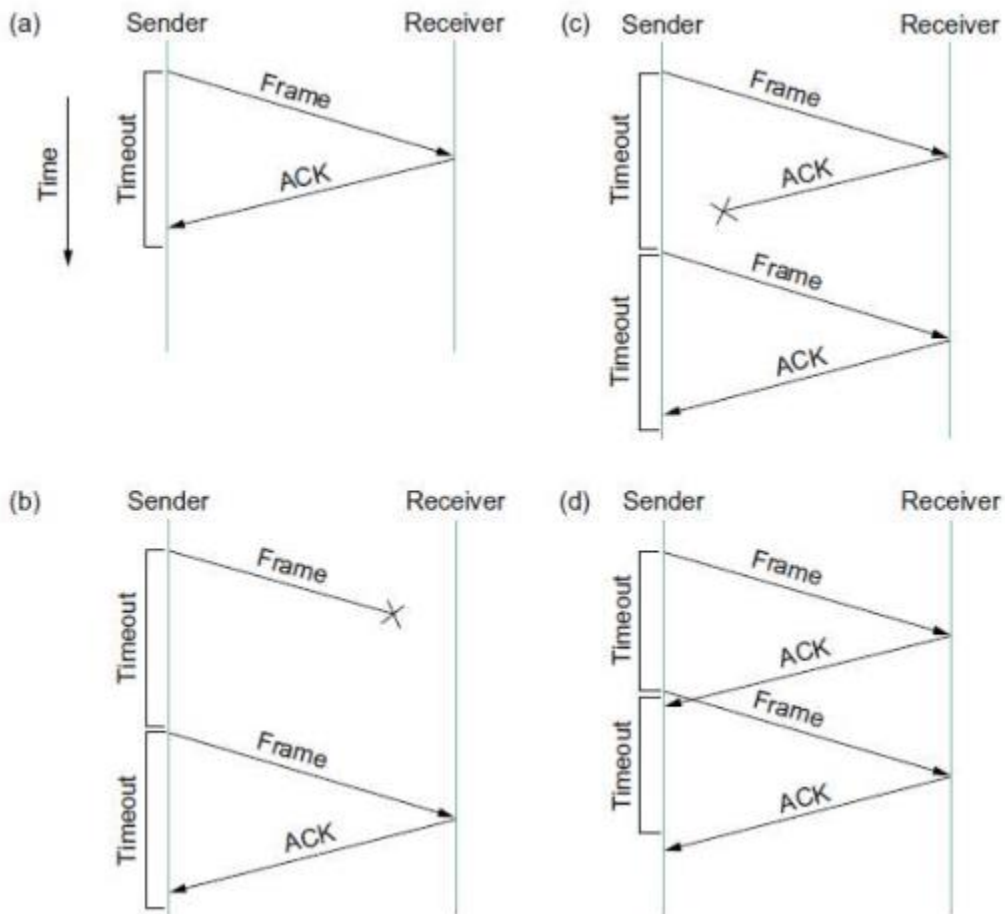 (a)
Sender
Receiver
Time
Timeout
Frame
ACK
(c)
Sender
Receiver
Timeout
Frame
ACK
Timeout
Frame
ACK
(b)
Sender
Receiver
Timeout
Frame
Timeout
Frame
ACK
(d)
Sender
Receiver
Timeout
Frame
ACK
Timeout
Frame
ACK